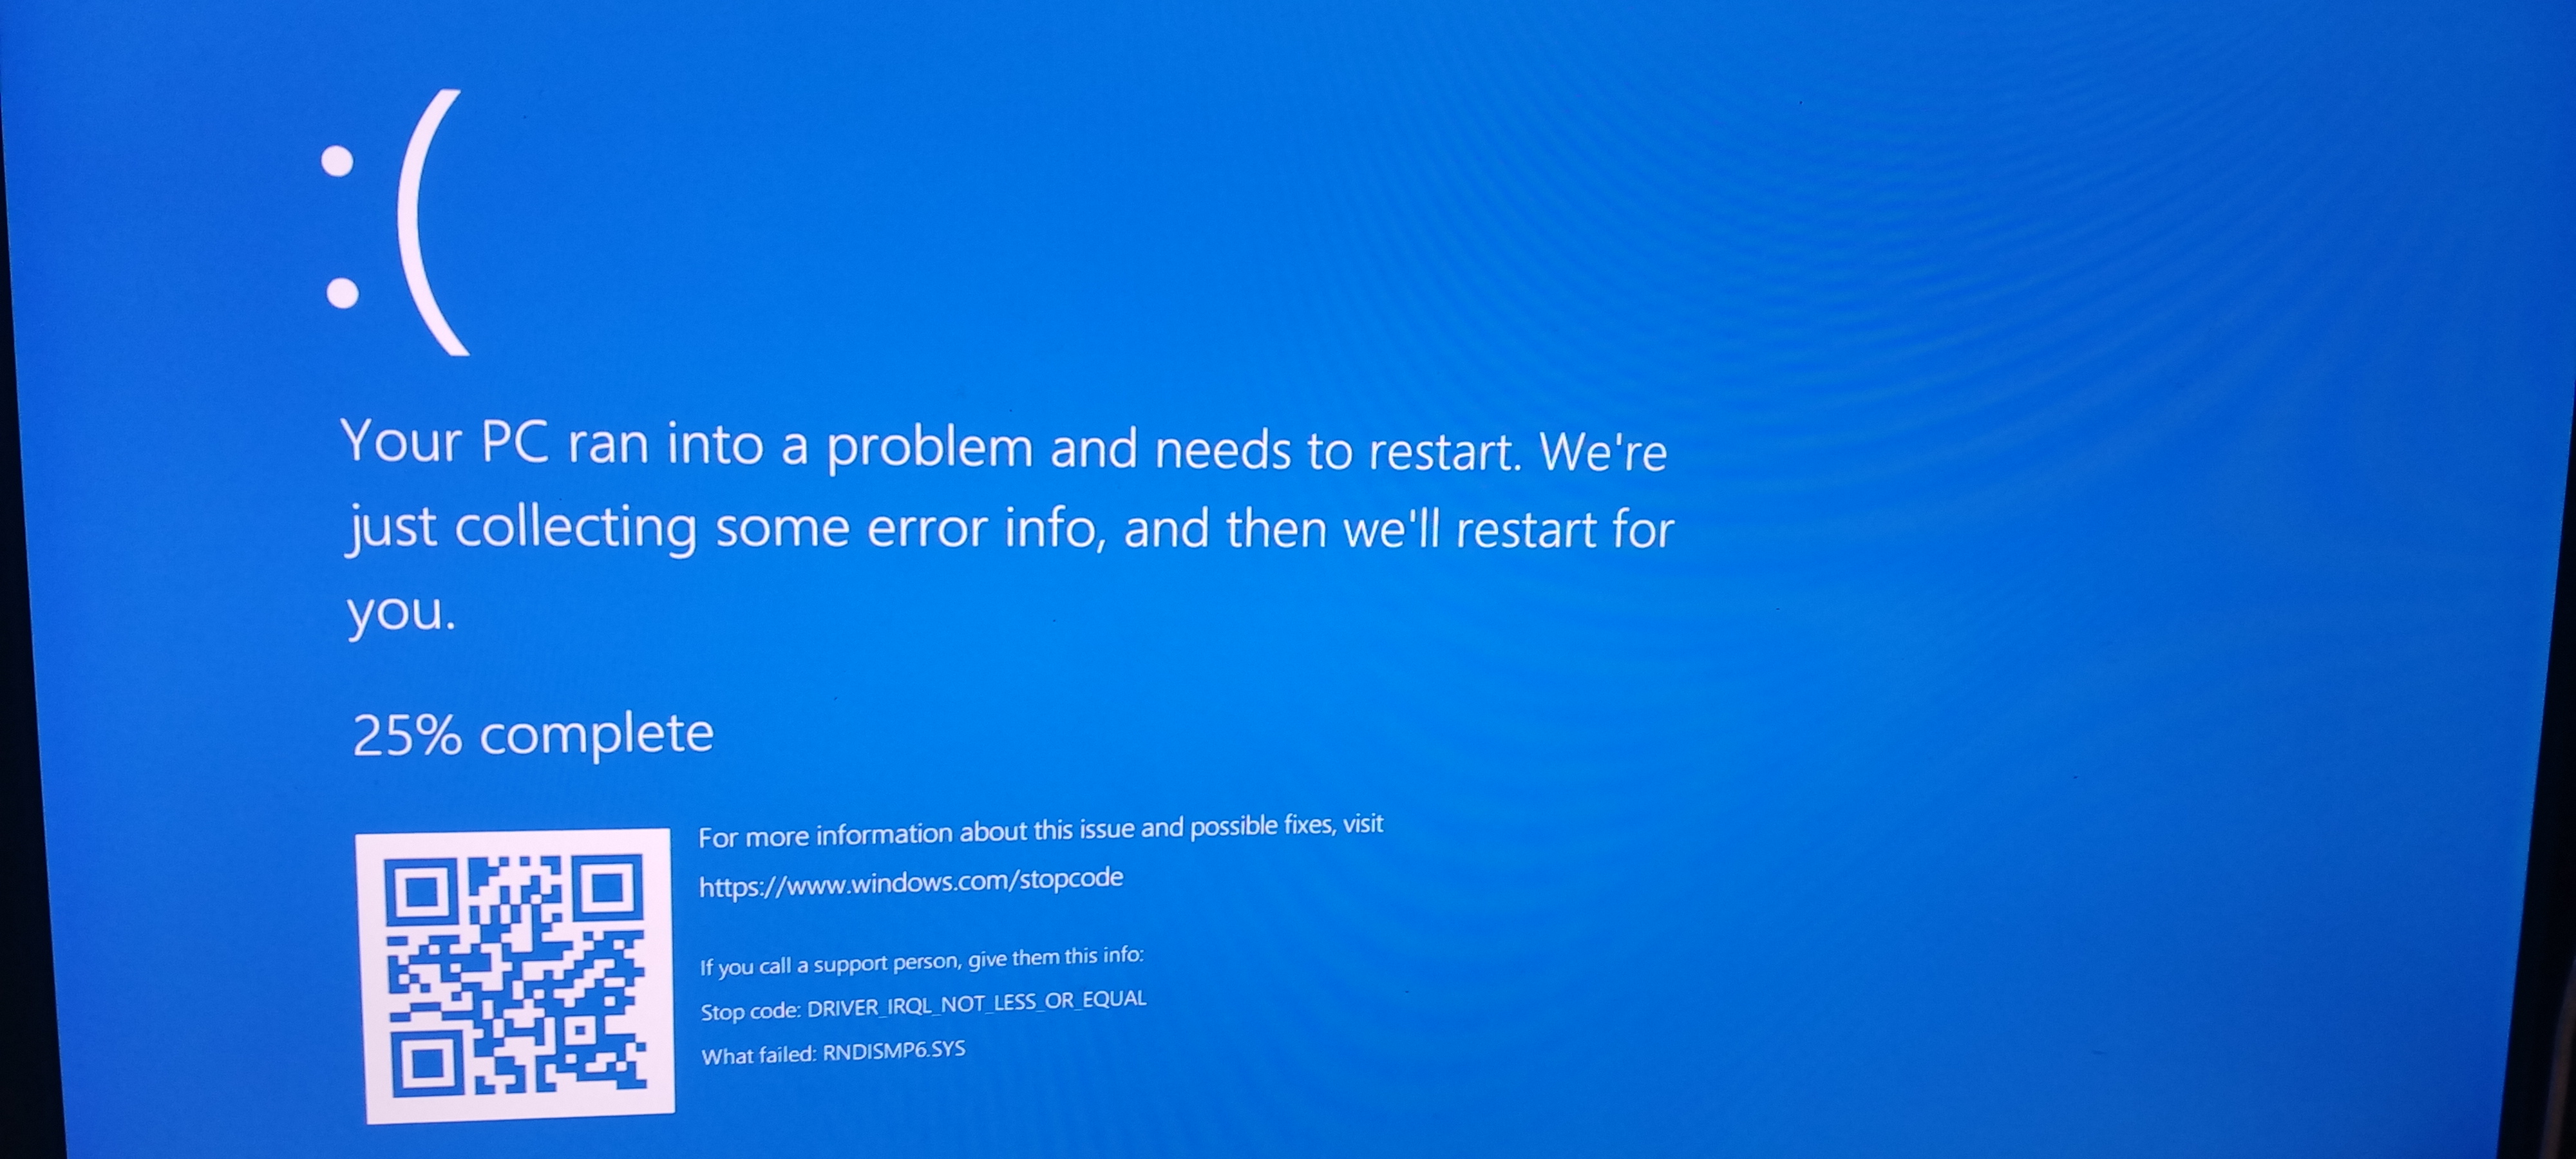 :(
Your PC ran into a problem and needs to restart. We're
just collecting some error info, and then we'll restart for
you.
25% complete
For more information about this issue and possible fixes, visit
https://www.windows.com/stopcode
If you call a support person, give them this info:
Stop code: DRIVER_IRQL_NOT_LESS_OR_EQUAL
What failed: RNDISMP6.SYS